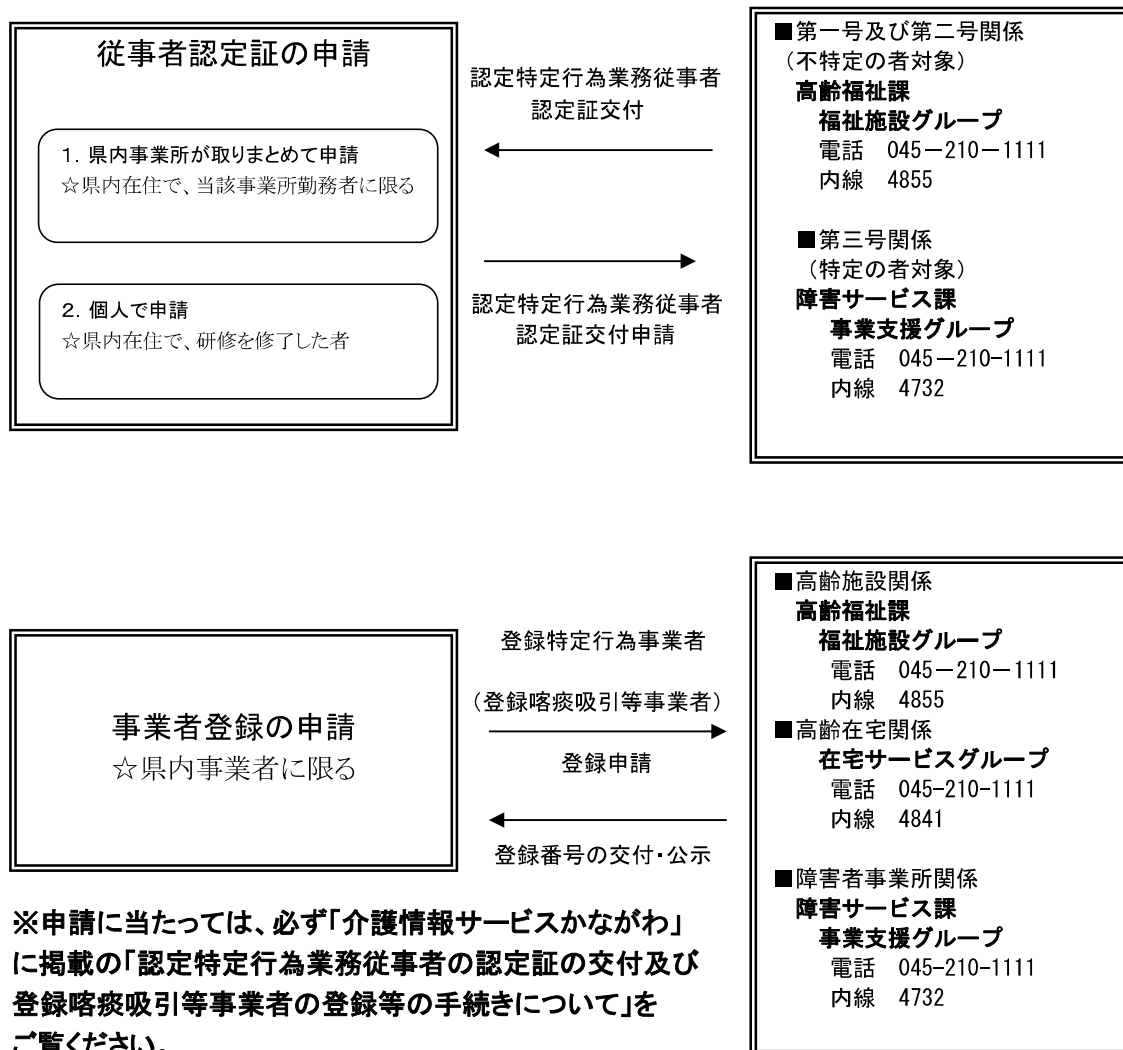 従事者認定証の申請
1．県内事業所が取りまとめて申請
☆県内在住で、当該事業所勤務者に限る
2．個人で申請
☆県内在住で、研修を修了した者
認定特定行為業務従事者
認定証交付
認定特定行為業務従事者
認定証交付申請
■第一号及び第二号関係
（不特定の者対象）
高齢福祉課
福祉施設グループ
電話　045－210－1111
内線　4855
■第三号関係
（特定の者対象）
障害サービス課
事業支援グループ
電話　045－210-1111
内線　4732
事業者登録の申請
☆県内事業者に限る
登録特定行為事業者
（登録喀痰吸引等事業者）
登録申請
登録番号の交付・公示
■高齢施設関係
高齢福祉課
福祉施設グループ
電話　045－210－1111
内線　4855
■高齢在宅関係
在宅サービスグループ
電話　045-210-1111
内線　4841
■障害者事業所関係
障害サービス課
事業支援グループ
電話　045-210-1111
内線　4732
※申請に当たっては、必ず「介護情報サービスかながわ」
に掲載の「認定特定行為業務従事者の認定証の交付及び
登録喀痰吸引等事業者の登録等の手続きについて」を
ご覧ください。